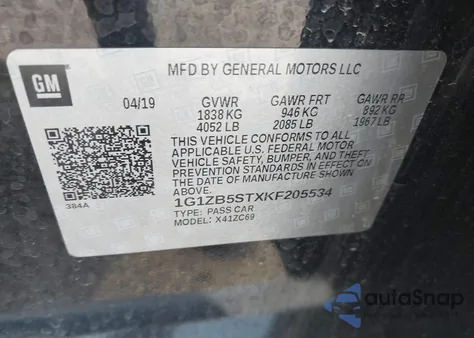 MFD BY GENERAL MOTORS LLC
GM
04/19 GVWR GAWR FRT GAWR RR
1838 KG 946 KG 892 KG
4052 LB 2085 LB 1967 LB
THIS VEHICLE CONFORMS TO ALL
APPLICABLE U.S. FEDERAL MOTOR
VEHICLE SAFETY, BUMPER, AND THEFT
PREVENTION STANDARDS IN EFFECT
ON THE DATE OF MANUFACTURE
SHOWN ABOVE.
1G1ZB5STXKF205534
384A
TYPE: PASS CAR
MODEL: X41ZC69
autoSnap